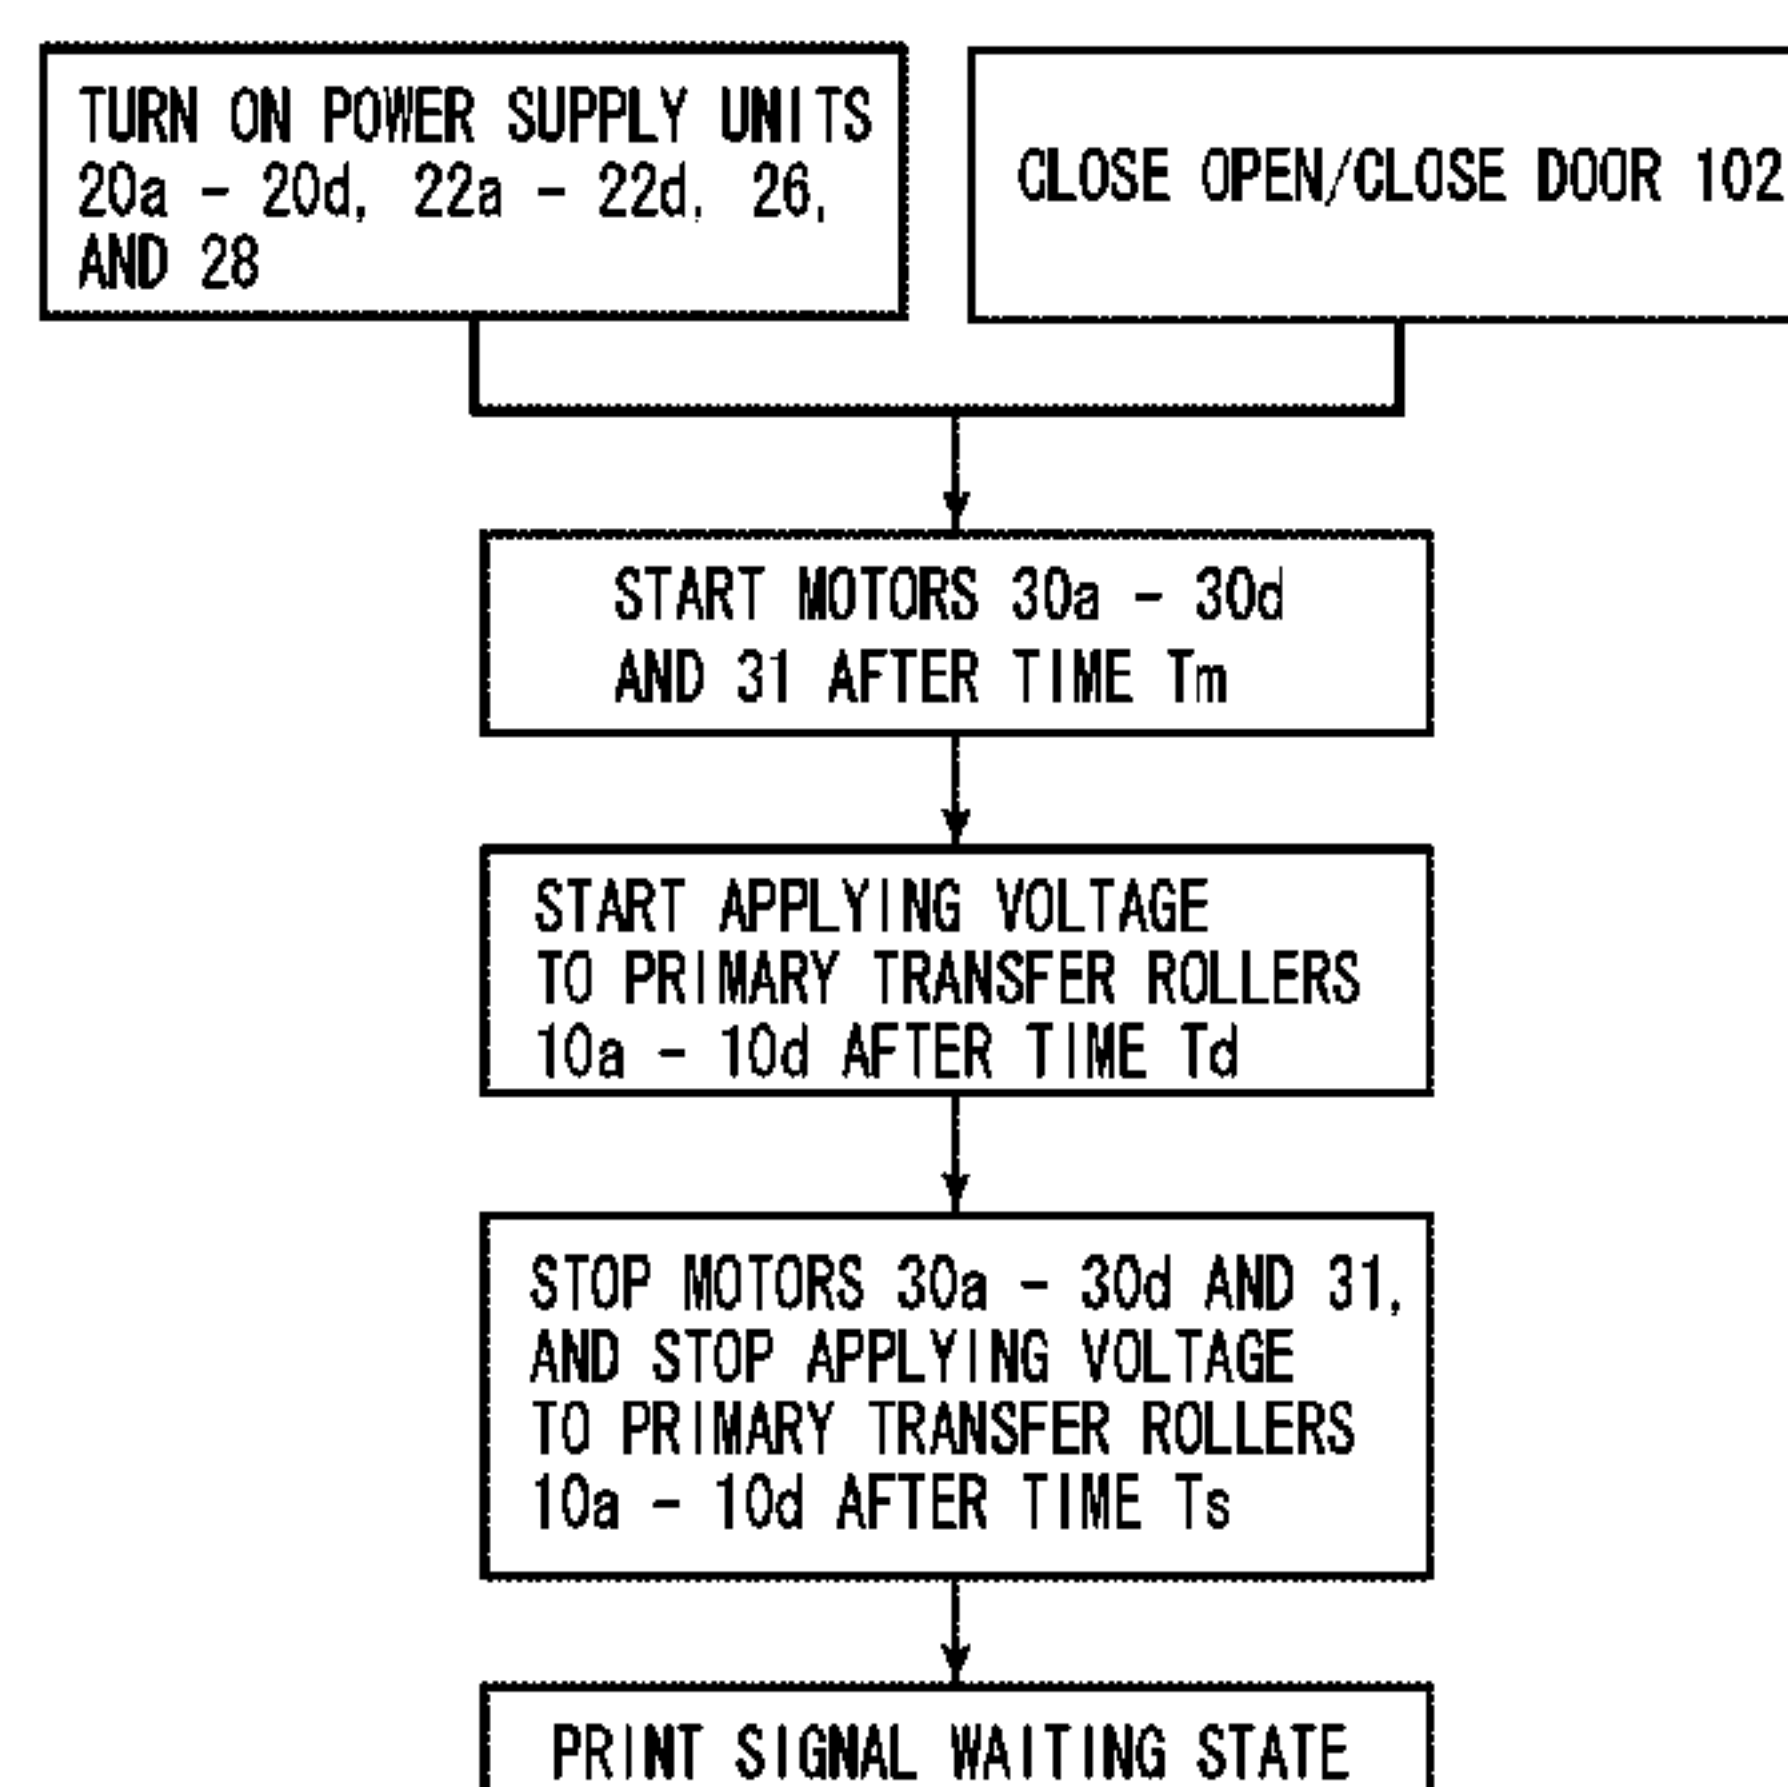 TURN ON POWER SUPPLY UNITS
20a - 20d, 22a - 22d, 26,
AND 28
CLOSE OPEN/CLOSE DOOR 102
START MOTORS 30a - 30d
AND 31 AFTER TIME Tm
START APPLYING VOLTAGE
TO PRIMARY TRANSFER ROLLERS
10a - 10d AFTER TIME Td
STOP MOTORS 30a - 30d AND 31,
AND STOP APPLYING VOLTAGE
TO PRIMARY TRANSFER ROLLERS
10a - 10d AFTER TIME Ts
PRINT SIGNAL WAITING STATE